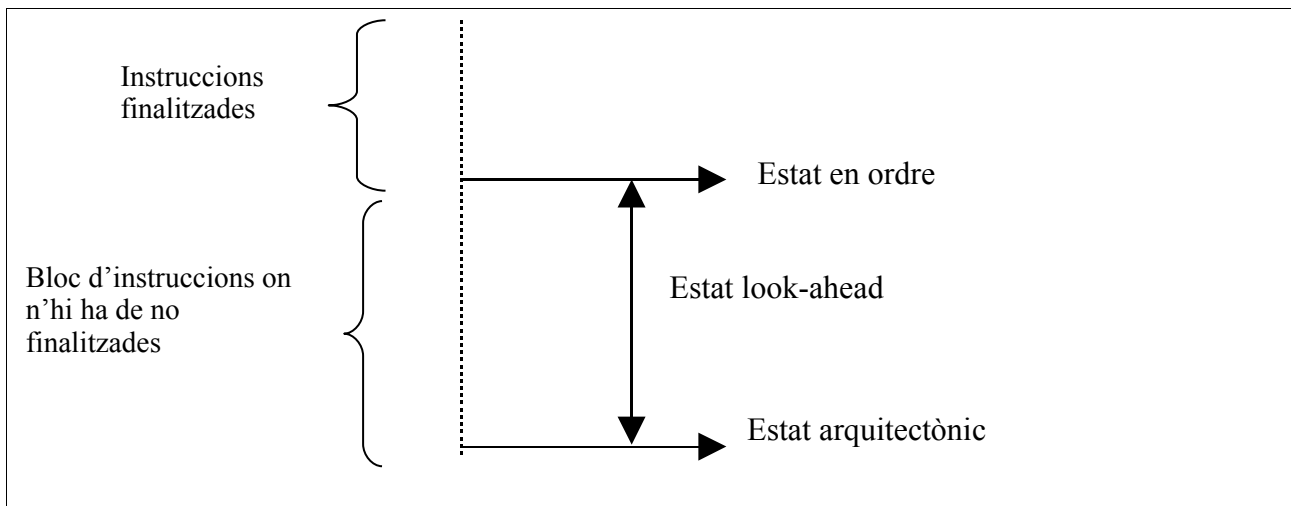 Instruccions
finalitzades
Estat en ordre
Bloc d’instruccions on
n’hi ha de no
finalitzades
Estat look-ahead
Estat arquitectònic